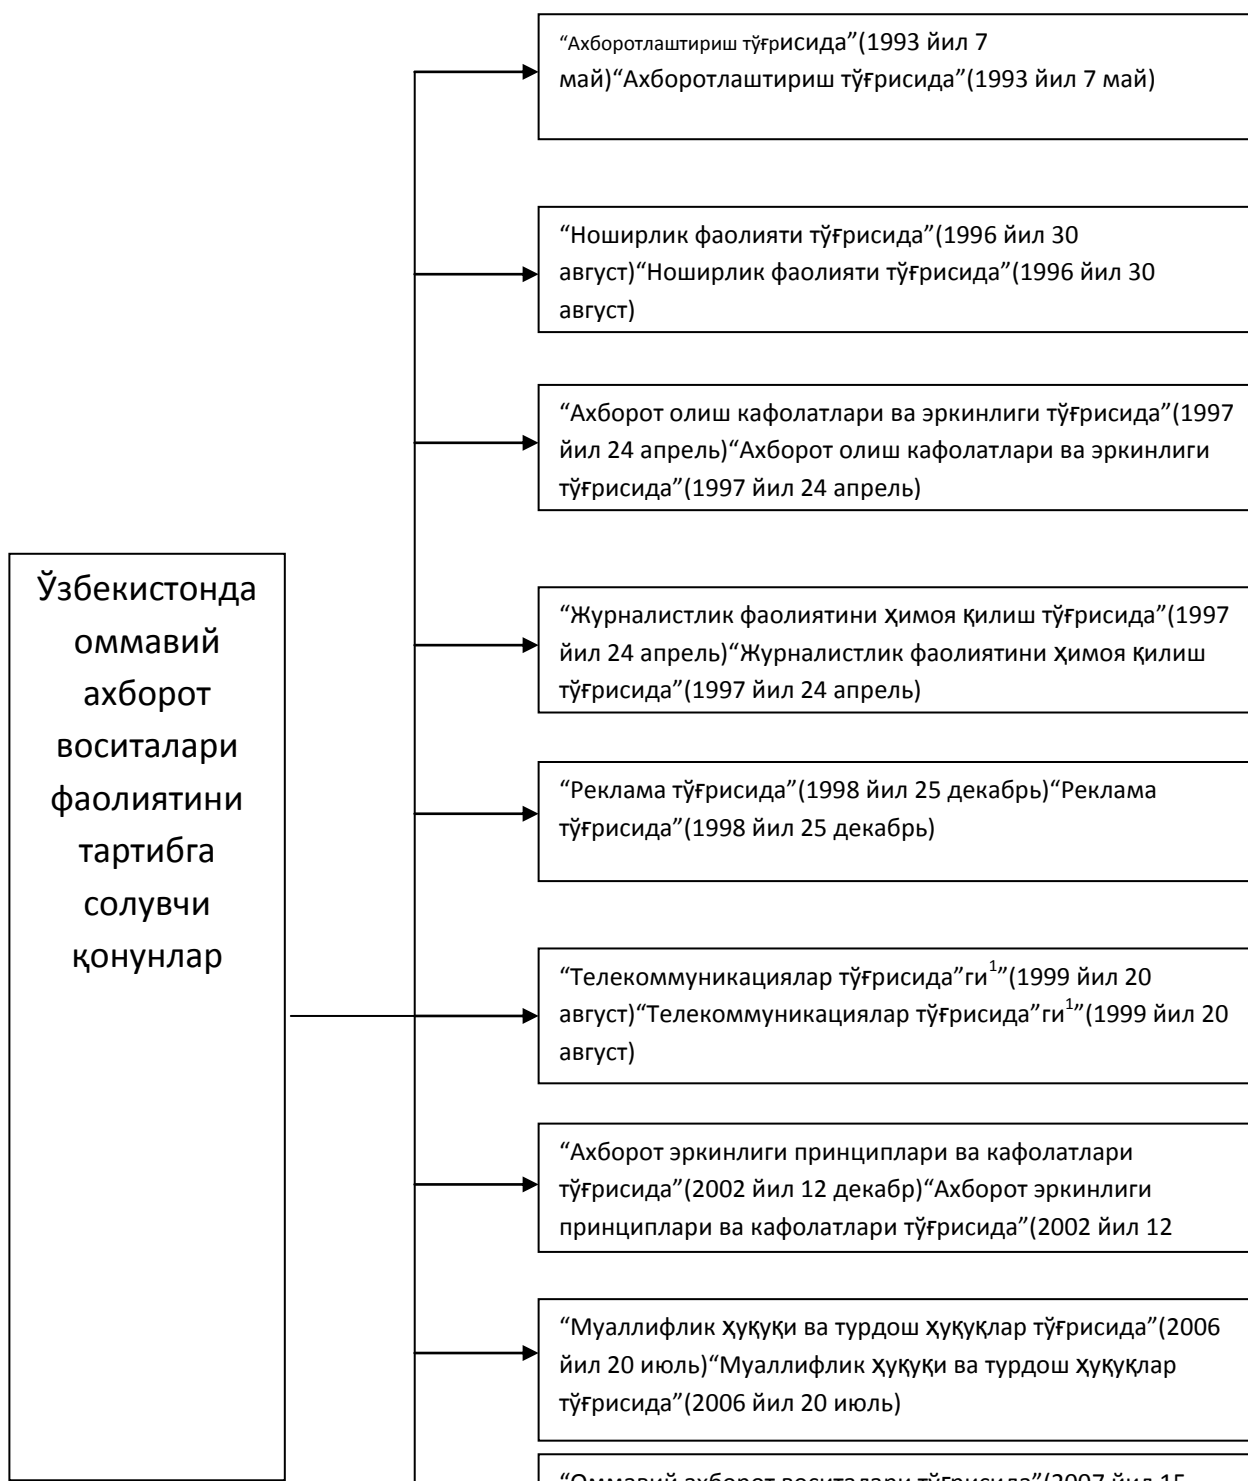 “Ахборотлаштириш тўғрисида”(1993 йил 7
май)“Ахборотлаштириш тўғрисида”(1993 йил 7 май)
“Ноширлик фаолияти тўғрисида”(1996 йил 30
август)“Ноширлик фаолияти тўғрисида”(1996 йил 30
август)
“Ахборот олиш кафолатлари ва эркинлиги тўғрисида”(1997
йил 24 апрель)“Ахборот олиш кафолатлари ва эркинлиги
тўғрисида”(1997 йил 24 апрель)
Ўзбекистонда
оммавий
ахборот
воситалари
фаолиятини
тартибга
солувчи
қонунлар
“Журналистлик фаолиятини ҳимоя қилиш тўғрисида”(1997
йил 24 апрель)“Журналистлик фаолиятини ҳимоя қилиш
тўғрисида”(1997 йил 24 апрель)
“Реклама тўғрисида”(1998 йил 25 декабрь)“Реклама
тўғрисида”(1998 йил 25 декабрь)
“Телекоммуникациялар тўғрисида”ги¹”(1999 йил 20
август)“Телекоммуникациялар тўғрисида”ги¹”(1999 йил 20
август)
“Ахборот эркинлиги принциплари ва кафолатлари
тўғрисида”(2002 йил 12 декабр)“Ахборот эркинлиги
принциплари ва кафолатлари тўғрисида”(2002 йил 12
“Муаллифлик ҳуқуқи ва турдош ҳуқуқлар тўғрисида”(2006
йил 20 июль)“Муаллифлик ҳуқуқи ва турдош ҳуқуқлар
тўғрисида”(2006 йил 20 июль)
“Оммавий ахборот воситалари тўғрисида”(2007 йил 15